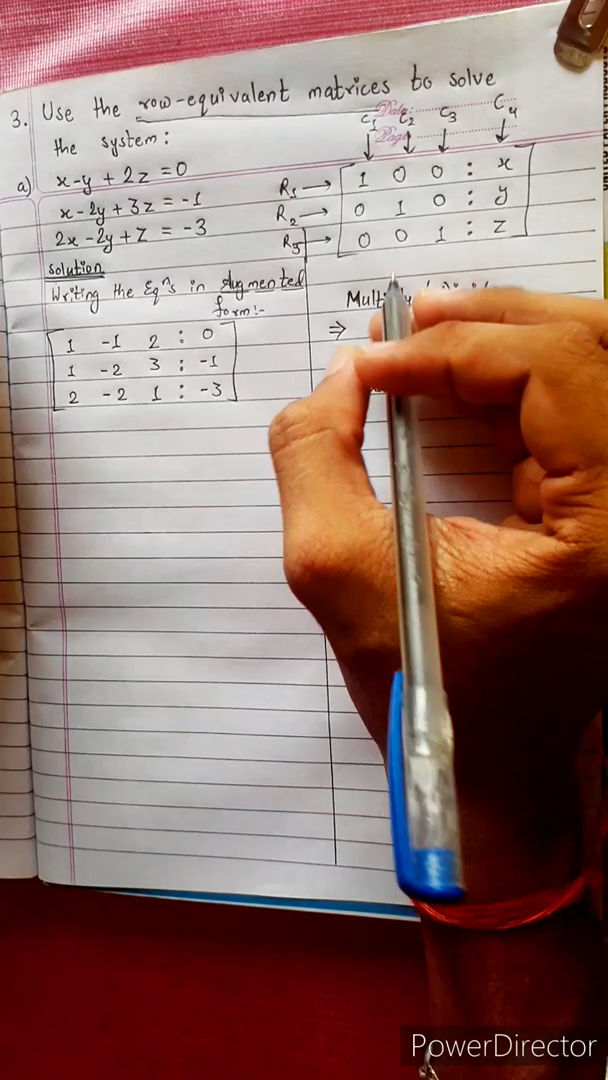 3. Use the row-equivalent matrices to solve
the system:
a) x-y+2z=0
x-2y+3z=-1
2x-2y+z=-3
Date:
Page:
C1 C2 C3 C4
R1 → 1 0 0 : x
R2 → 0 1 0 : y
R3 → 0 0 1 : z
solution
Writing the Eqns in Augmented
form:-
1 -1 2 : 0
1 -2 3 : -1
2 -2 1 : -3
⇒
PowerDirector